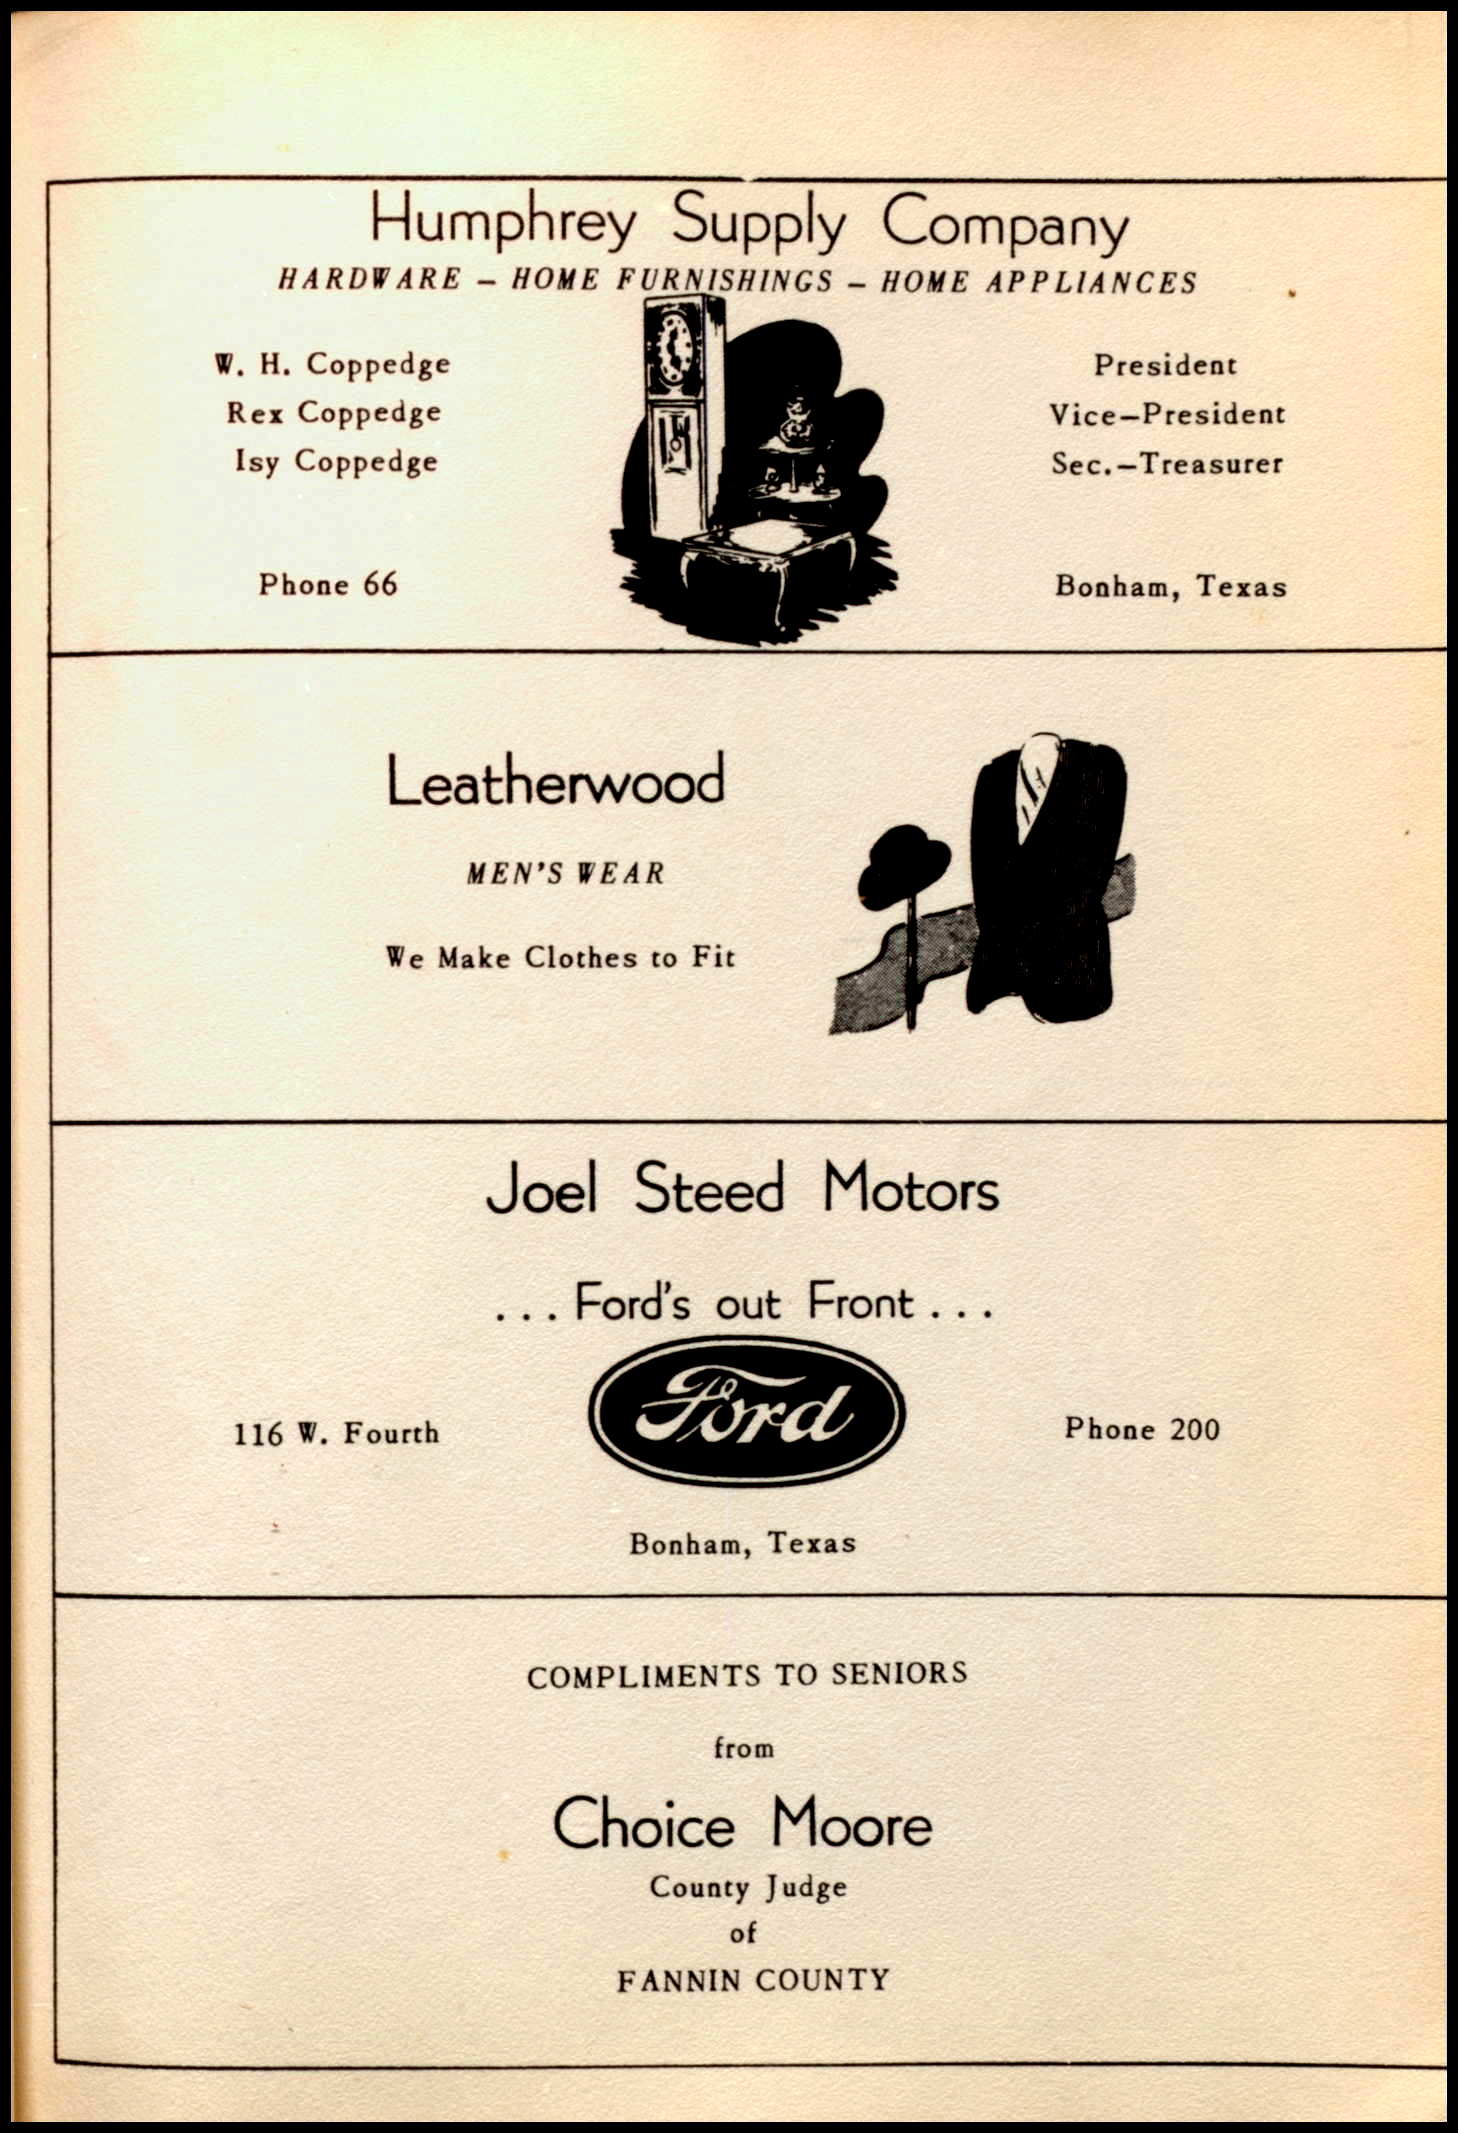 Humphrey Supply Company
HARDWARE – HOME FURNISHINGS – HOME APPLIANCES
W. H. Coppedge President
Rex Coppedge Vice–President
Isy Coppedge Sec.–Treasurer
Phone 66 Bonham, Texas
Leatherwood
MEN'S WEAR
We Make Clothes to Fit
Joel Steed Motors
...Ford's out Front...
Ford
116 W. Fourth Phone 200
Bonham, Texas
COMPLIMENTS TO SENIORS
from
Choice Moore
County Judge
of
FANNIN COUNTY